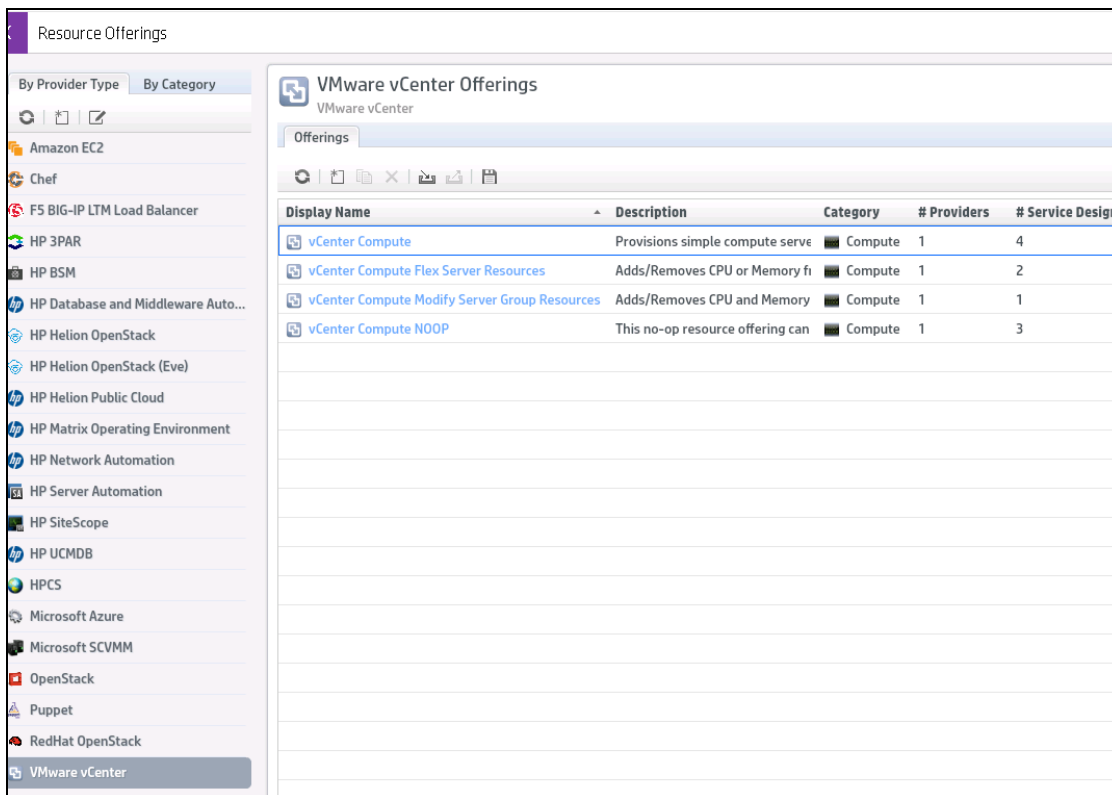 Resource Offerings
By Provider Type By Category
Amazon EC2
Chef
F5 BIG-IP LTM Load Balancer
HP 3PAR
HP BSM
HP Database and Middleware Auto...
HP Helion OpenStack
HP Helion OpenStack (Eve)
HP Helion Public Cloud
HP Matrix Operating Environment
HP Network Automation
HP Server Automation
HP SiteScope
HP UCMDB
HPCS
Microsoft Azure
Microsoft SCVMM
OpenStack
Puppet
RedHat OpenStack
VMware vCenter
VMware vCenter Offerings
VMware vCenter
Offerings
Display Name Description Category # Providers # Service Desig
vCenter Compute Provisions simple compute serve Compute 1 4
vCenter Compute Flex Server Resources Adds/Removes CPU or Memory fr Compute 1 2
vCenter Compute Modify Server Group Resources Adds/Removes CPU and Memory Compute 1 1
vCenter Compute NOOP This no-op resource offering can Compute 1 3